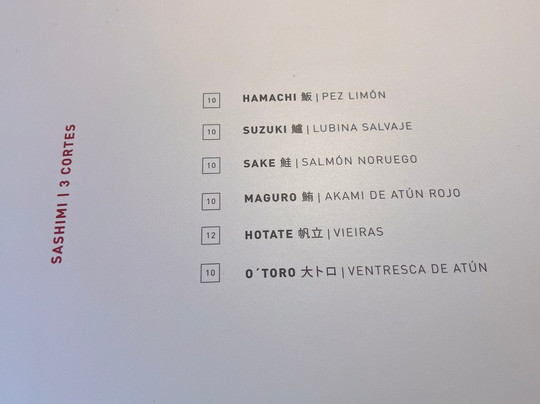 SASHIMI | 3 CORTES
10 HAMACHI 魬 | PEZ LIMÓN
10 SUZUKI 鱸 | LUBINA SALVAJE
10 SAKE 鮭 | SALMÓN NORUEGO
10 MAGURO 鮪 | AKAMI DE ATÚN ROJO
12 HOTATE 帆立 | VIEIRAS
10 O´TORO 大トロ | VENTRESCA DE ATÚN